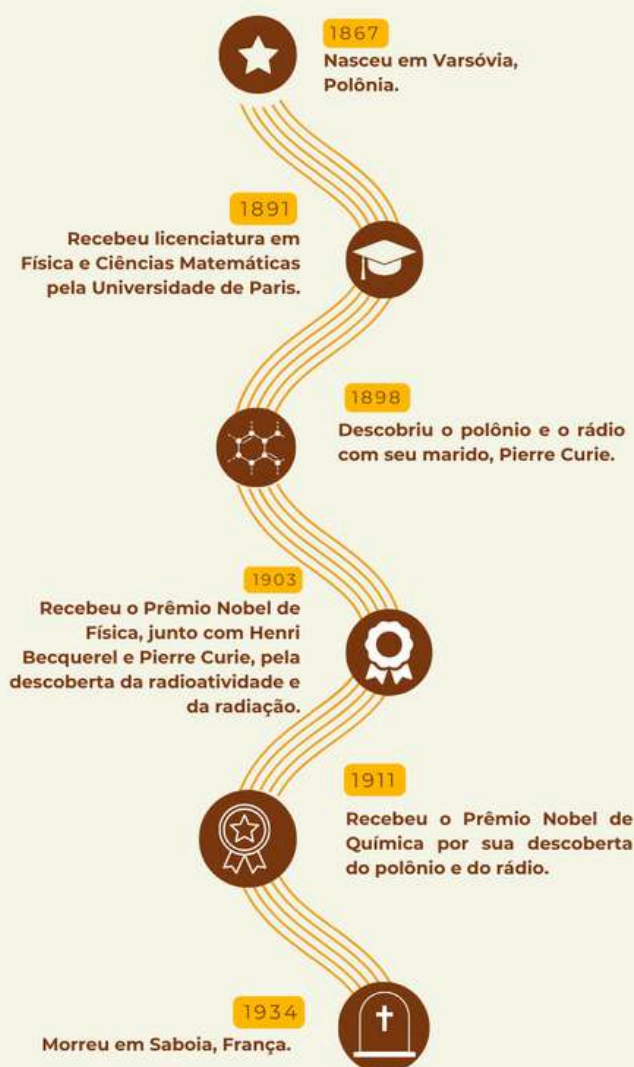 1867
Nasceu em Varsóvia,
Polônia.
1891
Recebeu licenciatura em
Física e Ciências Matemáticas
pela Universidade de Paris.
1898
Descobriu o polônio e o rádio
com seu marido, Pierre Curie.
1903
Recebeu o Prêmio Nobel de
Física, junto com Henri
Becquerel e Pierre Curie, pela
descoberta da radioatividade e
da radiação.
1911
Recebeu o Prêmio Nobel de
Química por sua descoberta
do polônio e do rádio.
1934
Morreu em Saboia, França.